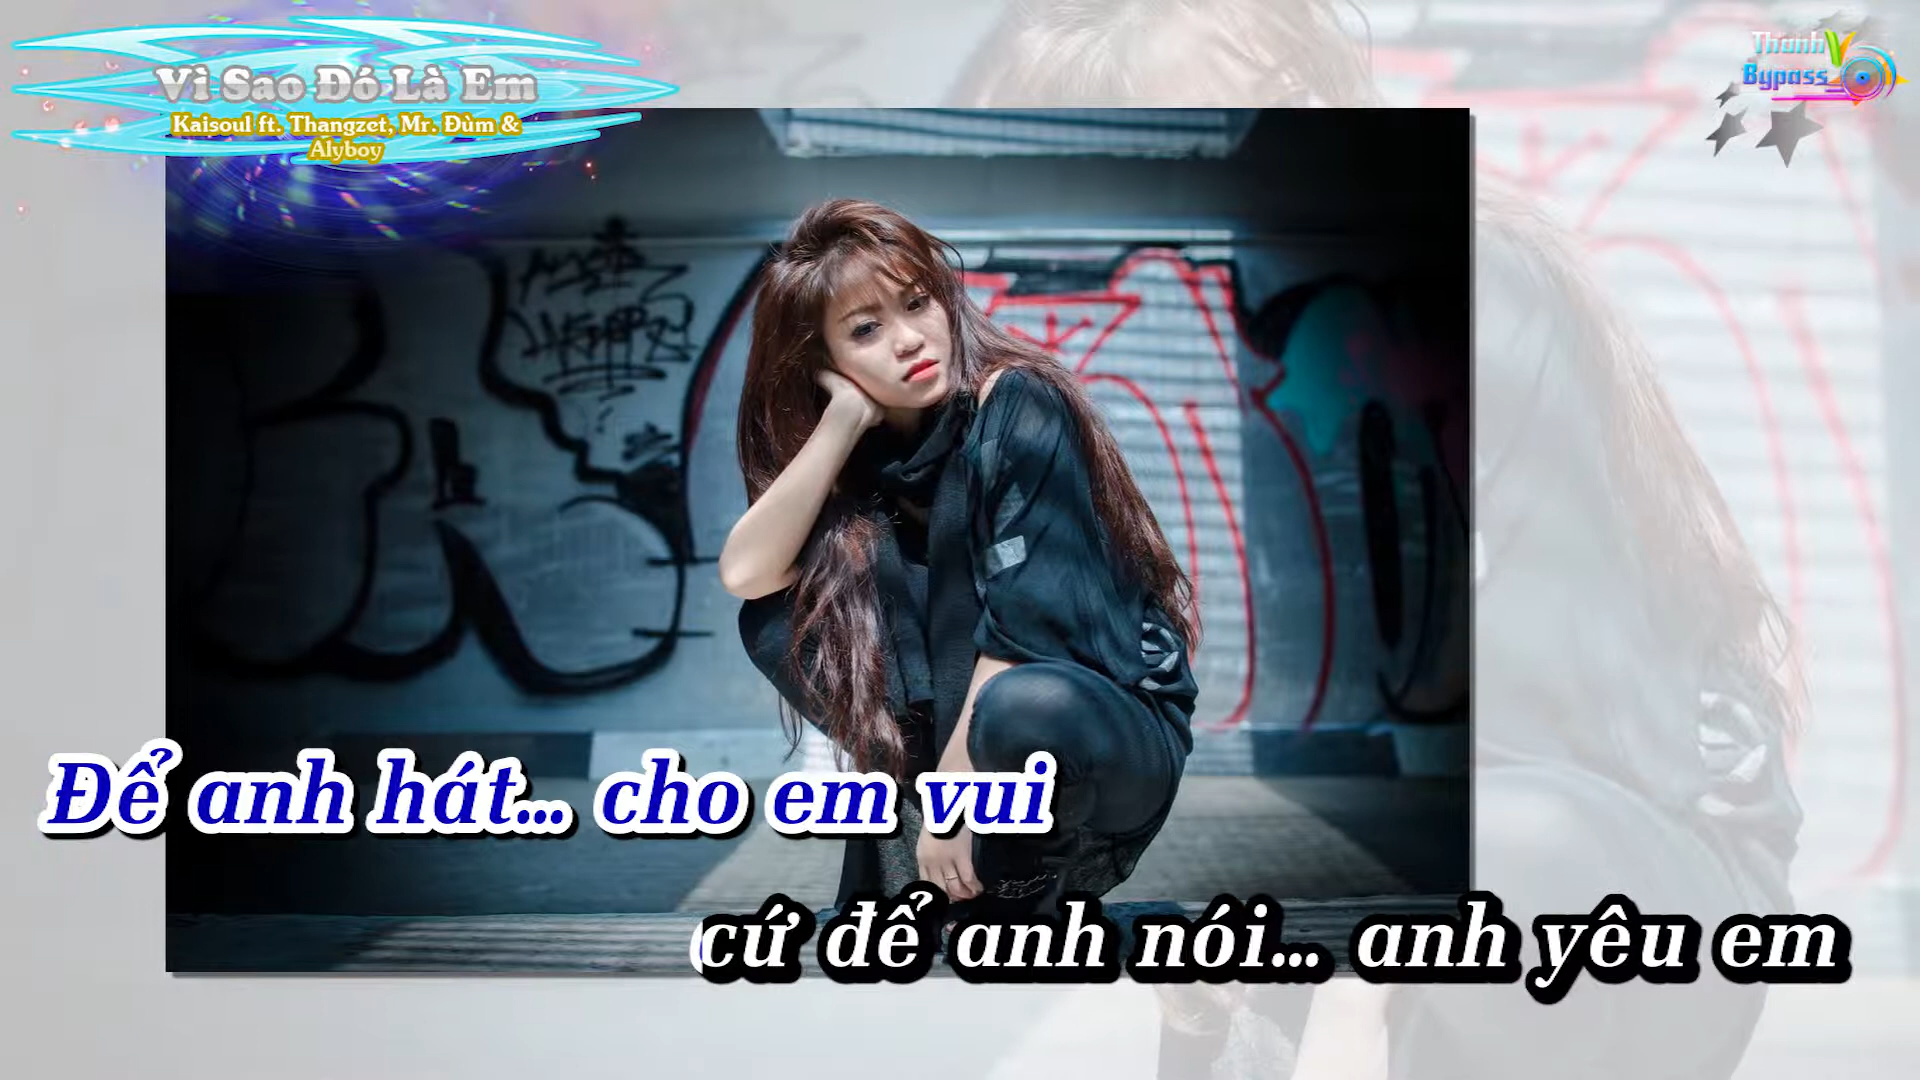 Vì Sao Đó Là Em
Kaisoul ft. Thangzet, Mr. Đùm &
Alyboy
Thanh V
Bypass
Để anh hát... cho em vui
cứ để anh nói... anh yêu em